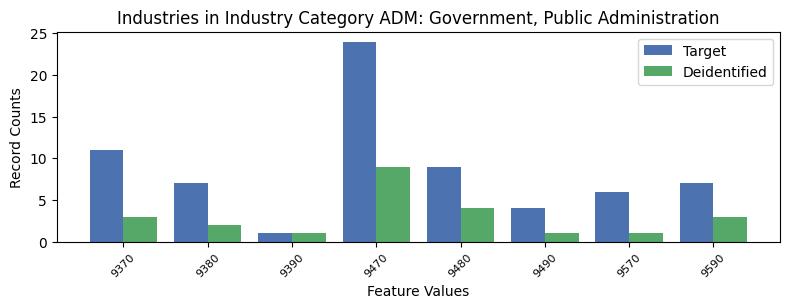 Industries in Industry Category ADM: Government, Public Administration
Record Counts
25
20
15
10
5
0
Target
Deidentified
9370
9380
9390
9470
9480
9490
9570
9590
Feature Values